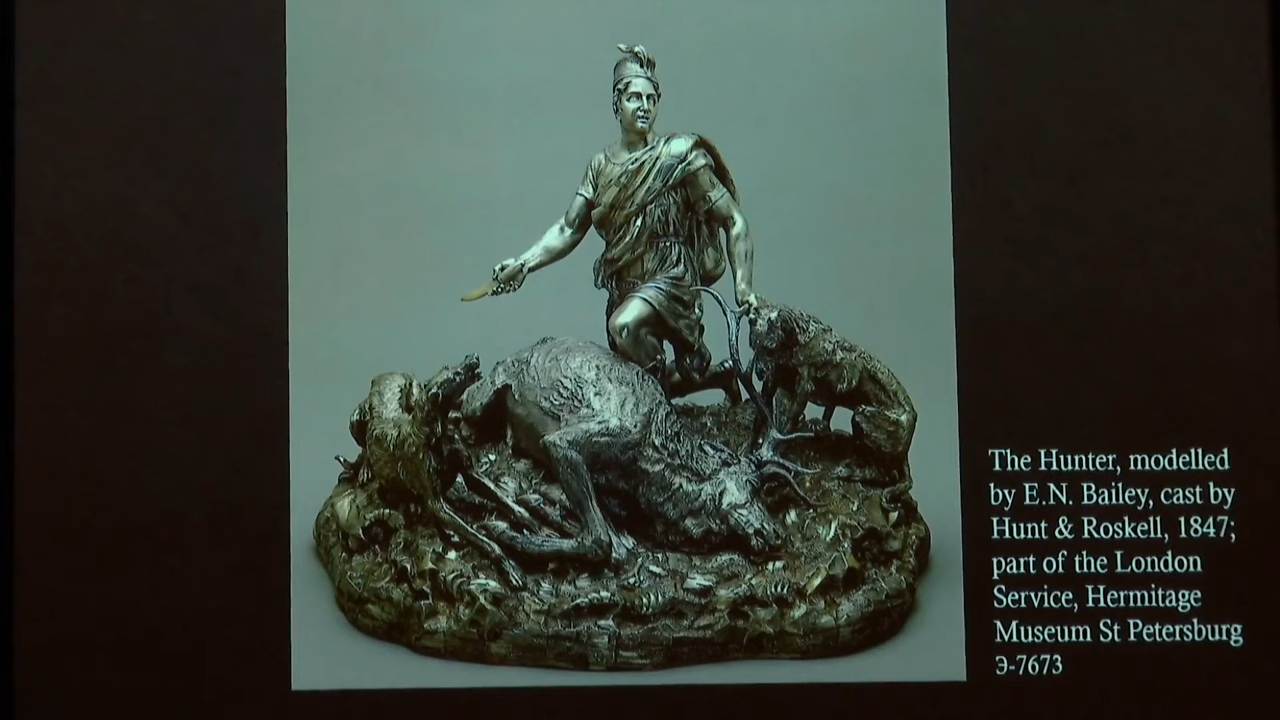 The Hunter, modelled
by E.N. Bailey, cast by
Hunt & Roskell, 1847;
part of the London
Service, Hermitage
Museum St Petersburg
Э-7673